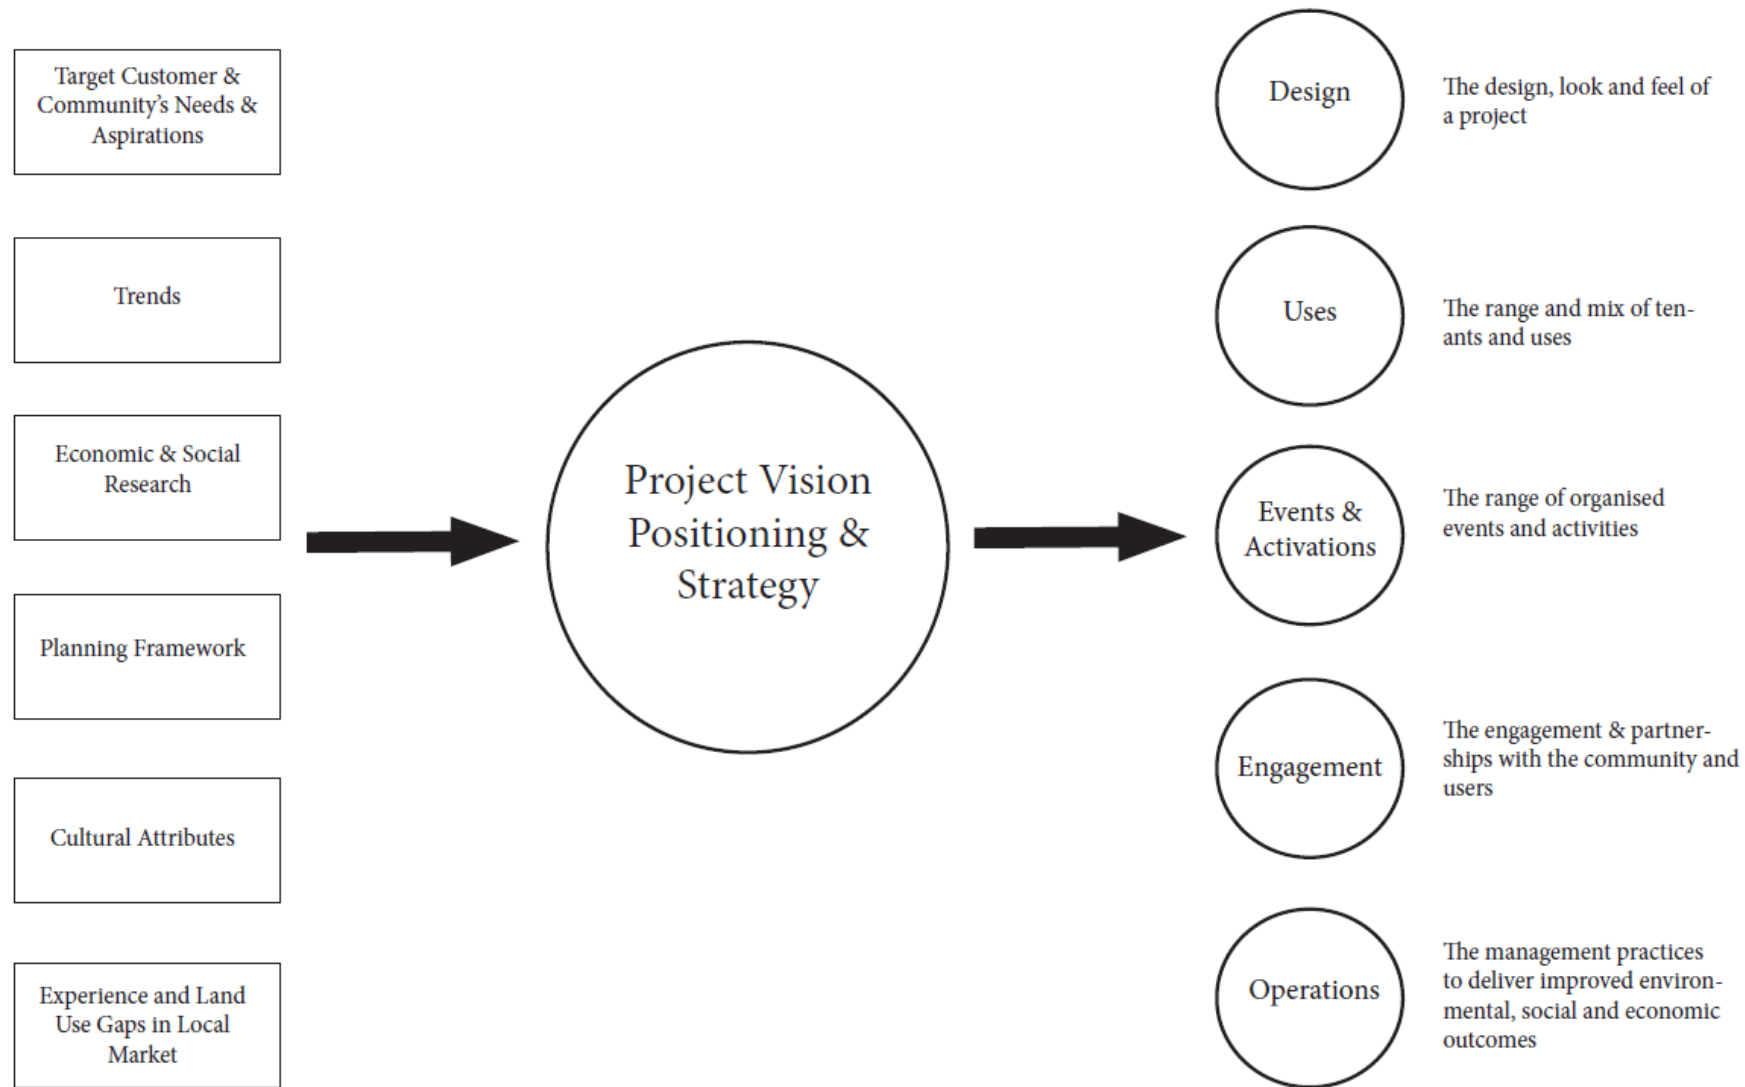 Target Customer &
Community's Needs &
Aspirations
Trends
Economic & Social
Research
Planning Framework
Cultural Attributes
Experience and Land
Use Gaps in Local
Market
Project Vision
Positioning &
Strategy
Design
The design, look and feel of
a project
Uses
The range and mix of ten-
ants and uses
Events &
Activations
The range of organised
events and activities
Engagement
The engagement & partner-
ships with the community and
users
Operations
The management practices
to deliver improved environ-
mental, social and economic
outcomes